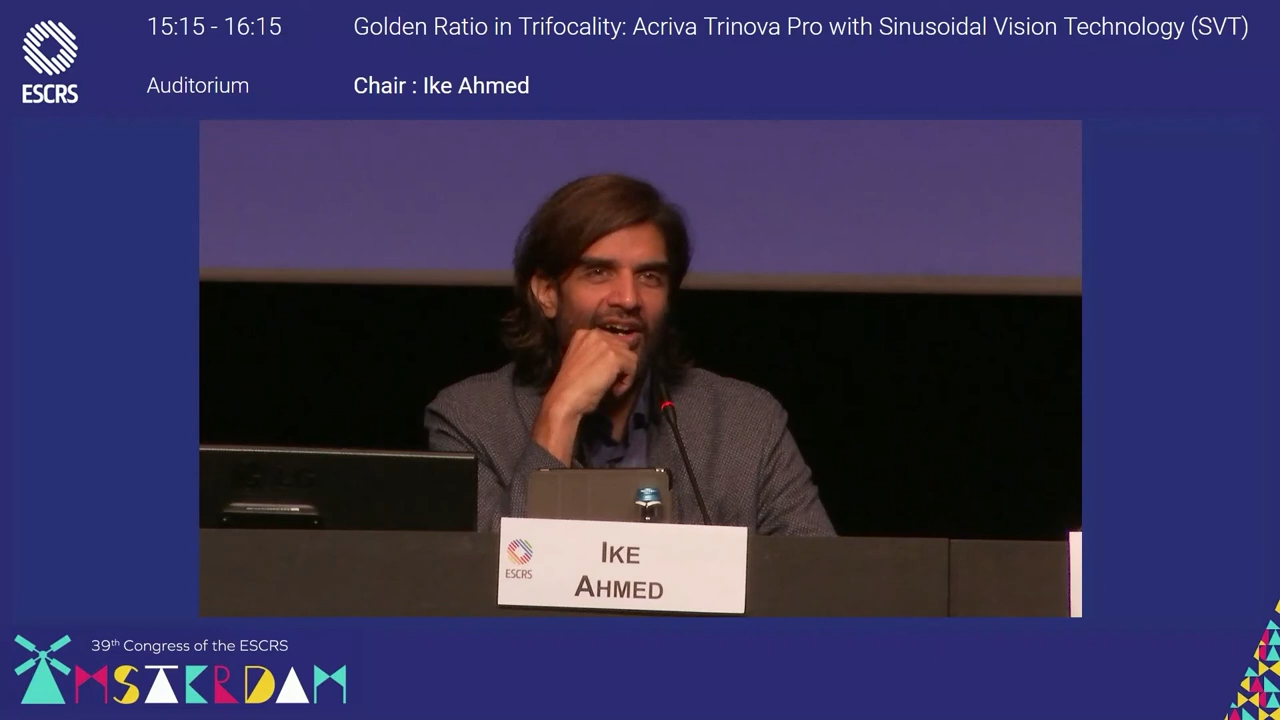 15:15 - 16:15
Golden Ratio in Trifocality: Acriva Trinova Pro with Sinusoidal Vision Technology (SVT)
ESCRS
Auditorium
Chair : Ike Ahmed
LG
IKE
AHMED
ESCRS
39th Congress of the ESCRS
AMSTERDAM